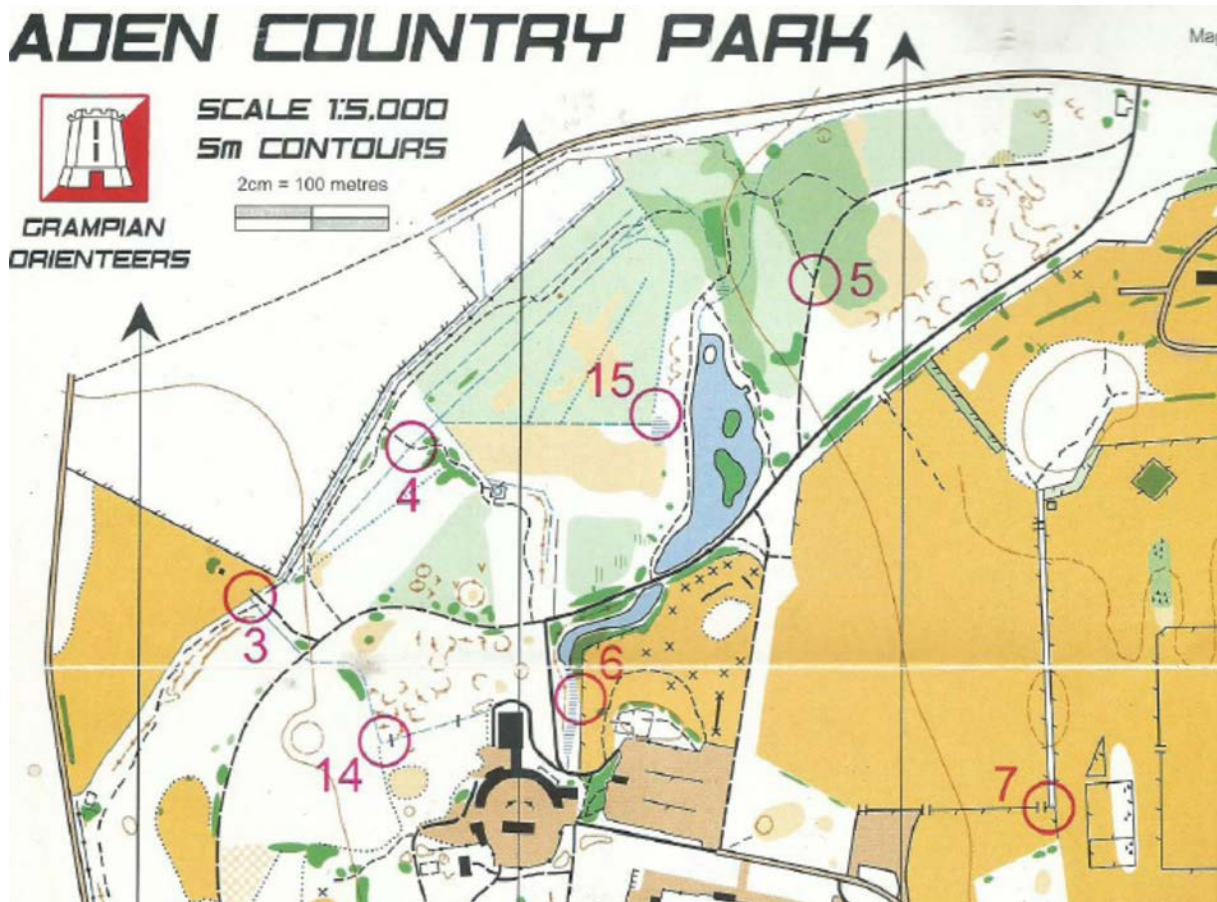 ADEN COUNTRY PARK
Mag
SCALE 1:5,000
5m CONTOURS
2cm = 100 metres
GRAMPIAN
ORIENTEERS
5
15
4
3
6
14
7